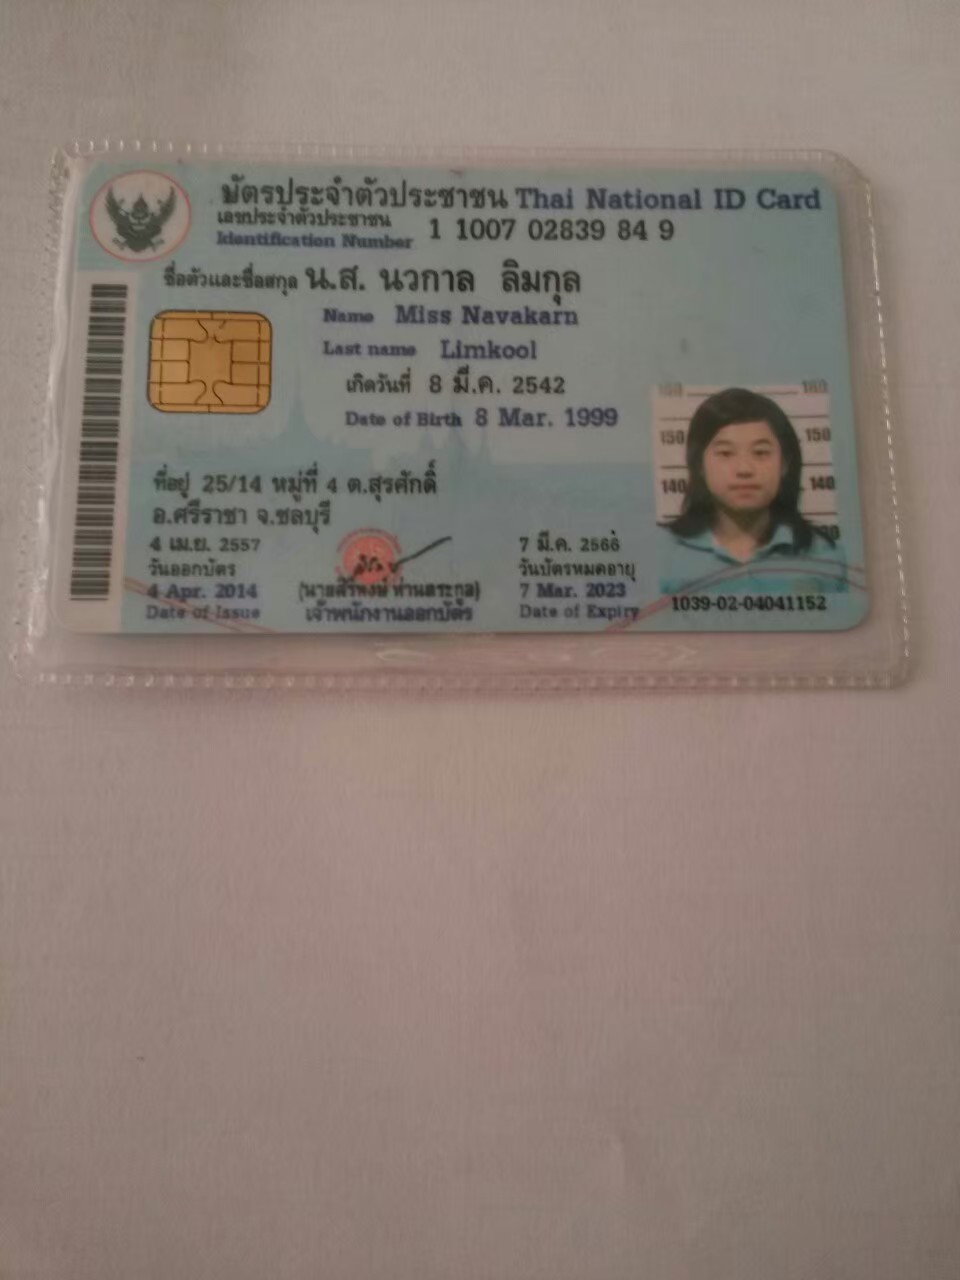 บัตรประจำตัวประชาชน Thai National ID Card
เลขประจำตัวประชาชน
Identification Number 1 1007 02839 84 9
ชื่อตัวและชื่อสกุล น.ส. นวกาล ลิมกุล
Name Miss Navakarn
Last name Limkool
เกิดวันที่ 8 มี.ค. 2542
Date of Birth 8 Mar. 1999
160 160
150 150
140 140
ที่อยู่ 25/14 หมู่ที่ 4 ต.สุรศักดิ์
อ.ศรีราชา จ.ชลบุรี
4 เม.ย. 2557
วันออกบัตร
4 Apr. 2014
Date of Issue
เจ้าพนักงานออกบัตร
7 มี.ค. 2566
วันบัตรหมดอายุ
7 Mar. 2023
Date of Expiry
1039-02-04041152